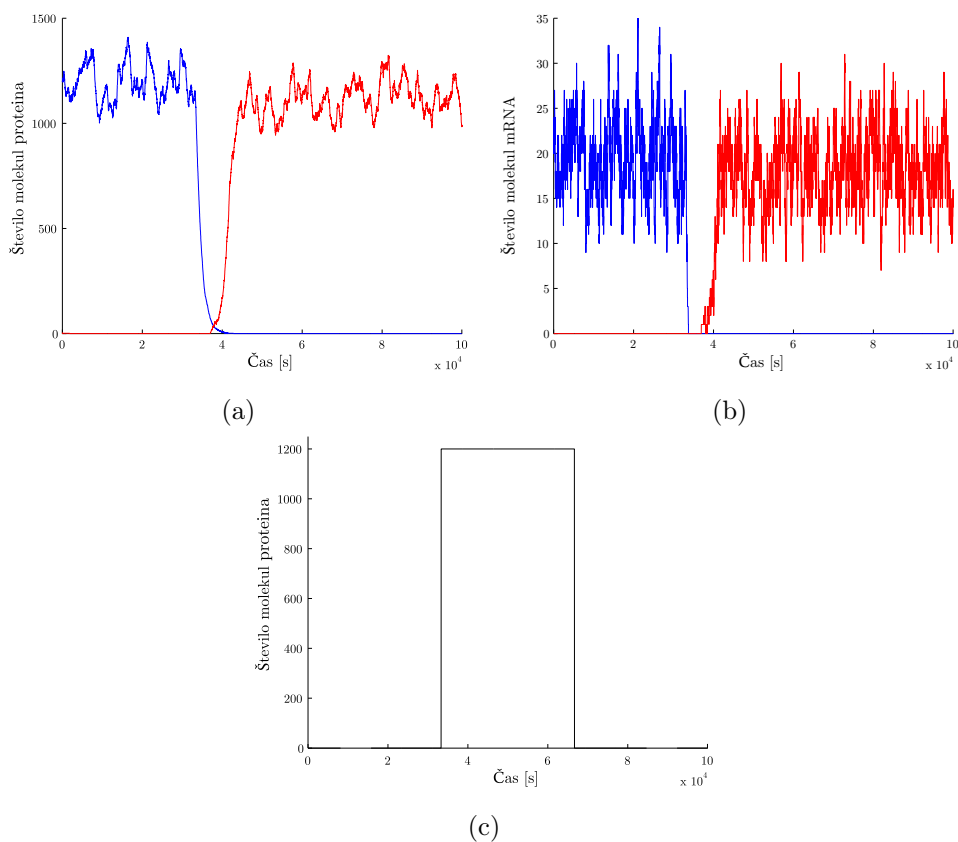 1500
1000
500
0
Število molekul proteina
0 2 4 6 8 10
Čas [s]
x 10^4
(a)
35
30
25
20
15
10
5
0
Število molekul mRNA
0 2 4 6 8 10
Čas [s]
x 10^4
(b)
1200
1000
800
600
400
200
0
Število molekul proteina
0 2 4 6 8 10
Čas [s]
x 10^4
(c)